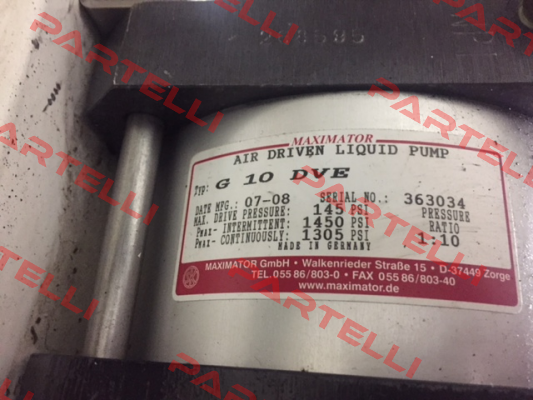 PARTELLI
PARTELLI
MAXIMATOR
AIR DRIVEN LIQUID PUMP
TYP: G 10 DVE
DATE MFG.: 07-08 SERIAL NO.: 363034
MAX. DRIVE PRESSURE: 145 PSI PRESSURE
PMAX- INTERMITTENT: 1450 PSI RATIO
PMAX- CONTINUOUSLY: 1305 PSI 1:10
MADE IN GERMANY
MAXIMATOR GmbH • Walkenrieder Straße 15 • D-37449 Zorge
TEL. 055 86/803-0 • FAX 055 86/803-40
www.maximator.de
PARTELLI
PARTELLI